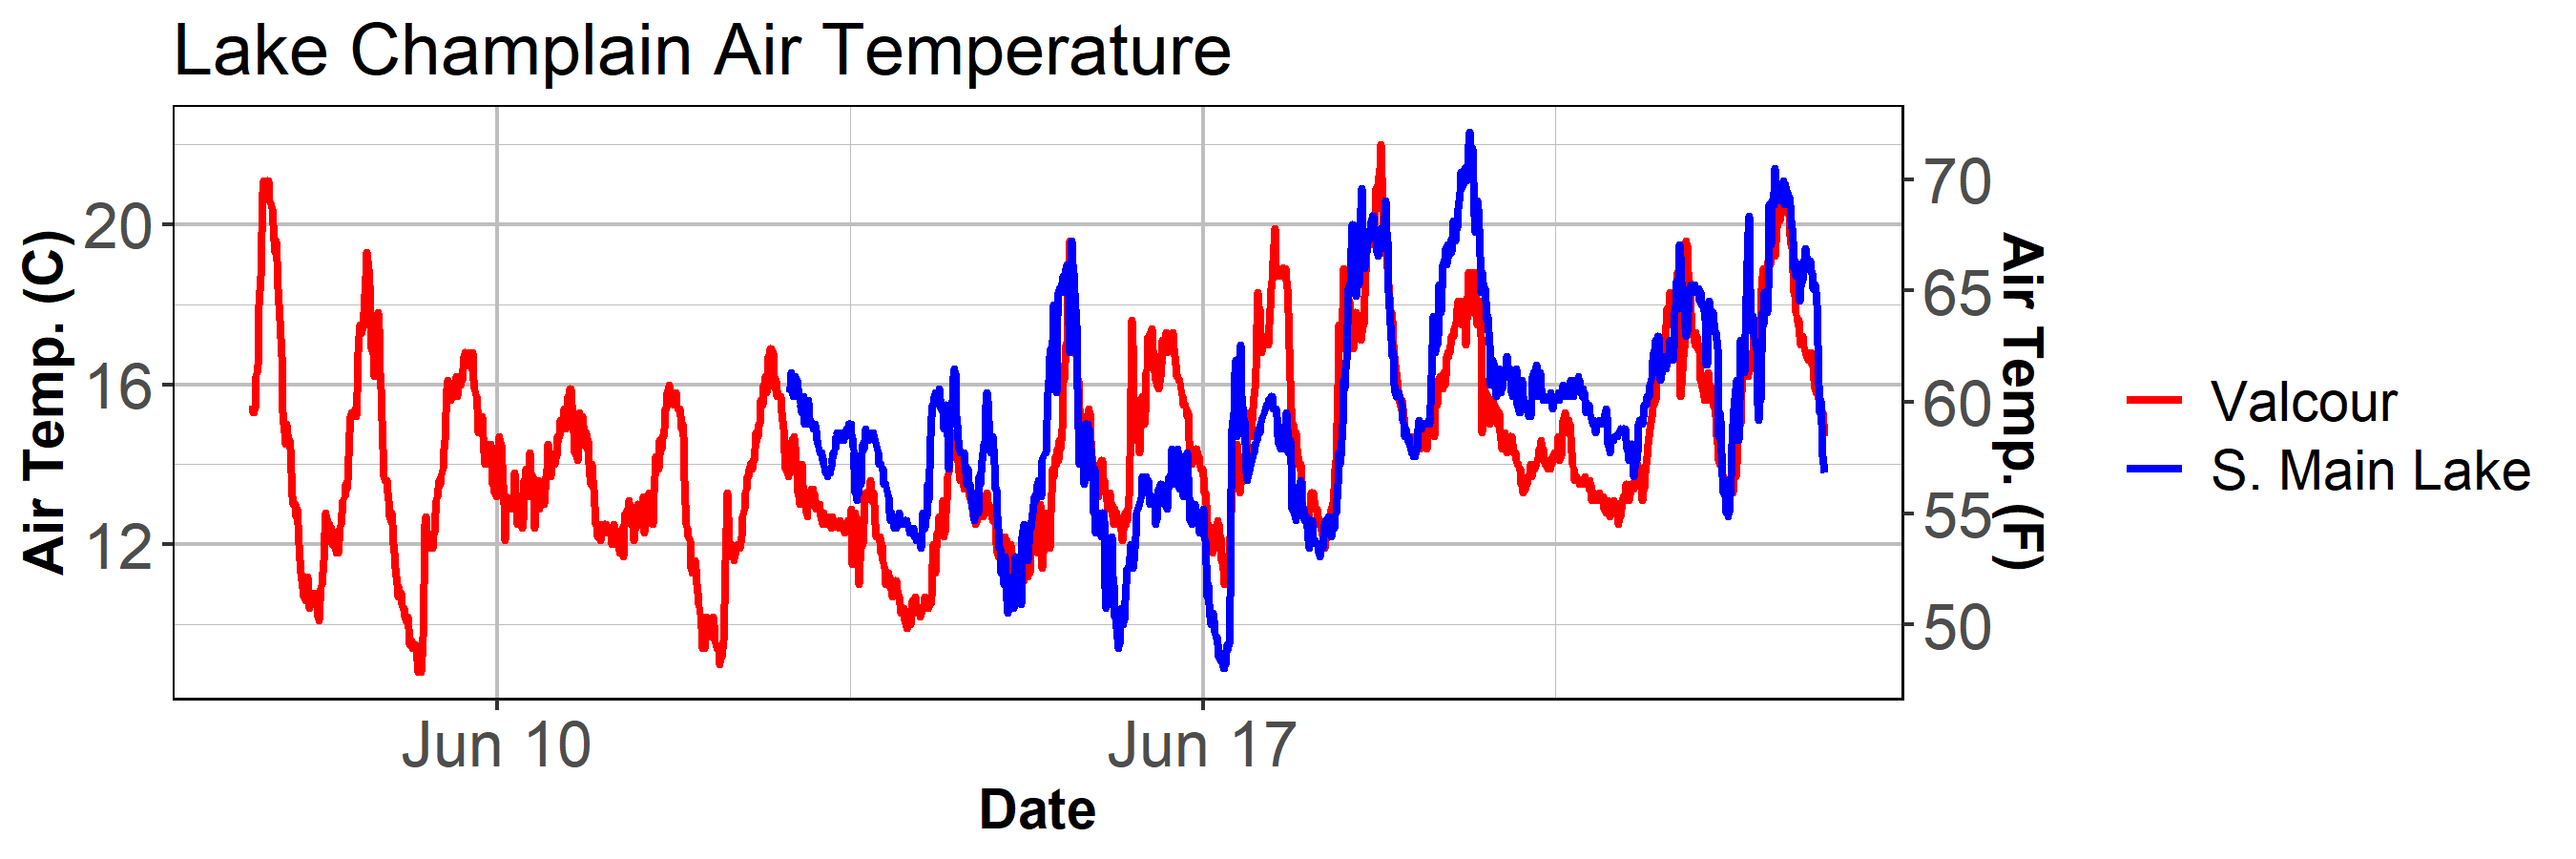 Lake Champlain Air Temperature
Air Temp. (C)
20
16
12
70
65
60
55
50
Air Temp. (F)
Jun 10
Jun 17
Date
Valcour
S. Main Lake